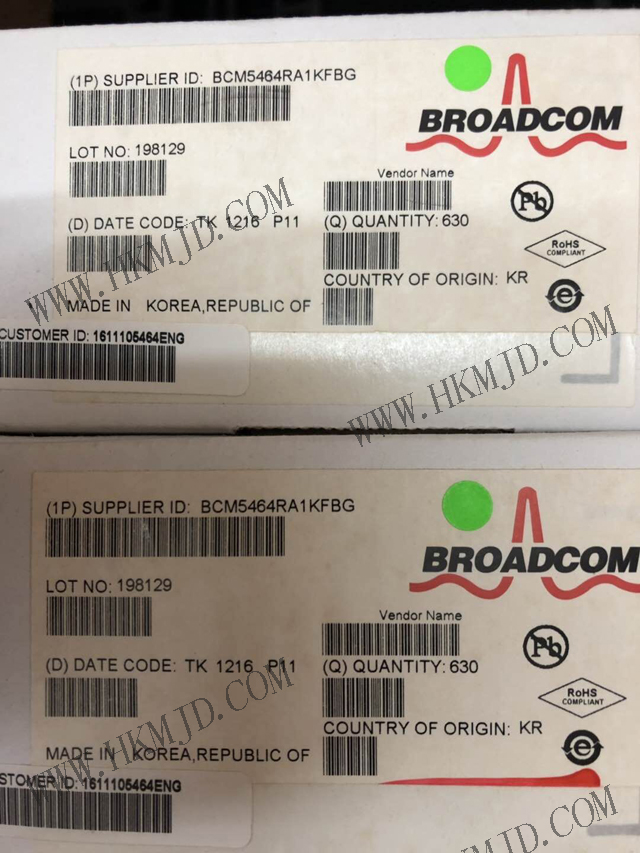 (1P) SUPPLIER ID: BCM5464RA1KFBG
BROADCOM
LOT NO: 198129
Vendor Name
Pb
(D) DATE CODE: TK 1216 P11
(Q) QUANTITY: 630
RoHS
COMPLIANT
COUNTRY OF ORIGIN: KR
e
MADE IN KOREA,REPUBLIC OF
CUSTOMER ID: 1611105464ENG
WWW.HKMJD.COM
WWW.HKMJD.COM
(1P) SUPPLIER ID: BCM5464RA1KFBG
BROADCOM
LOT NO: 198129
Vendor Name
Pb
(D) DATE CODE: TK 1216 P11
(Q) QUANTITY: 630
RoHS
COMPLIANT
COUNTRY OF ORIGIN: KR
e
MADE IN KOREA,REPUBLIC OF
STOMER ID: 1611105464ENG
WWW.HKMJD.COM
WWW.HKMJD.COM